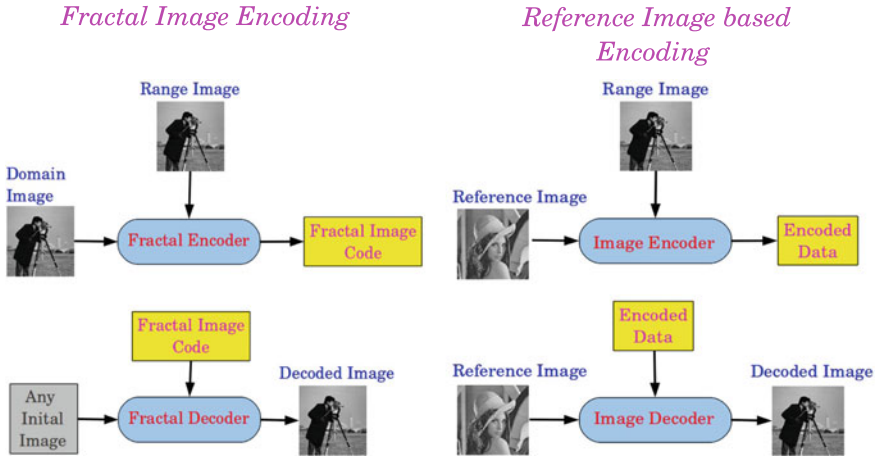 Fractal Image Encoding
Reference Image based
Encoding
Range Image
Domain
Image
Fractal Encoder
Fractal Image
Code
Range Image
Reference Image
Image Encoder
Encoded
Data
Fractal Image
Code
Any
Inital
Image
Fractal Decoder
Decoded Image
Encoded
Data
Reference Image
Image Decoder
Decoded Image